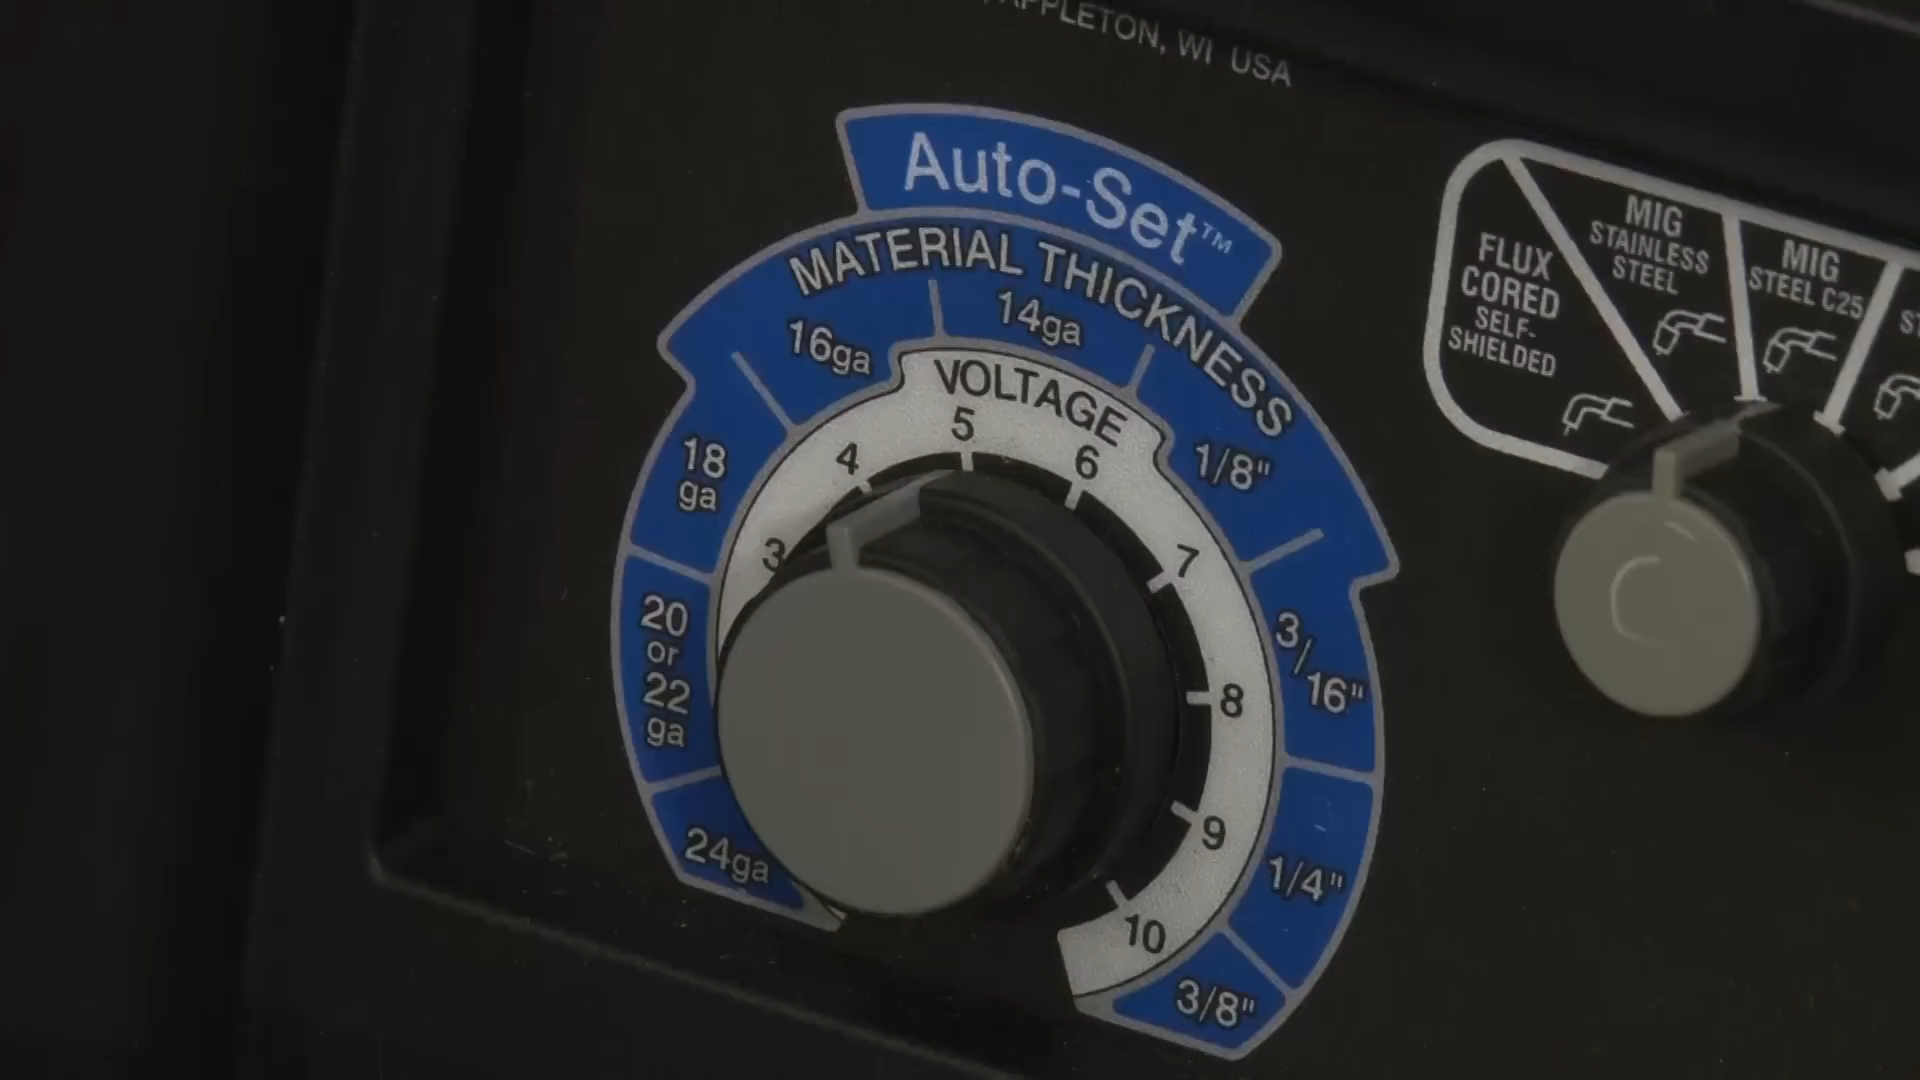 APPLETON, WI USA
Auto-Set™
MATERIAL THICKNESS
24ga
20
or
22
ga
18
ga
16ga
14ga
1/8"
3/16"
1/4"
3/8"
VOLTAGE
3
4
5
6
7
8
9
10
FLUX
CORED
SELF-
SHIELDED
MIG
STAINLESS
STEEL
MIG
STEEL C25